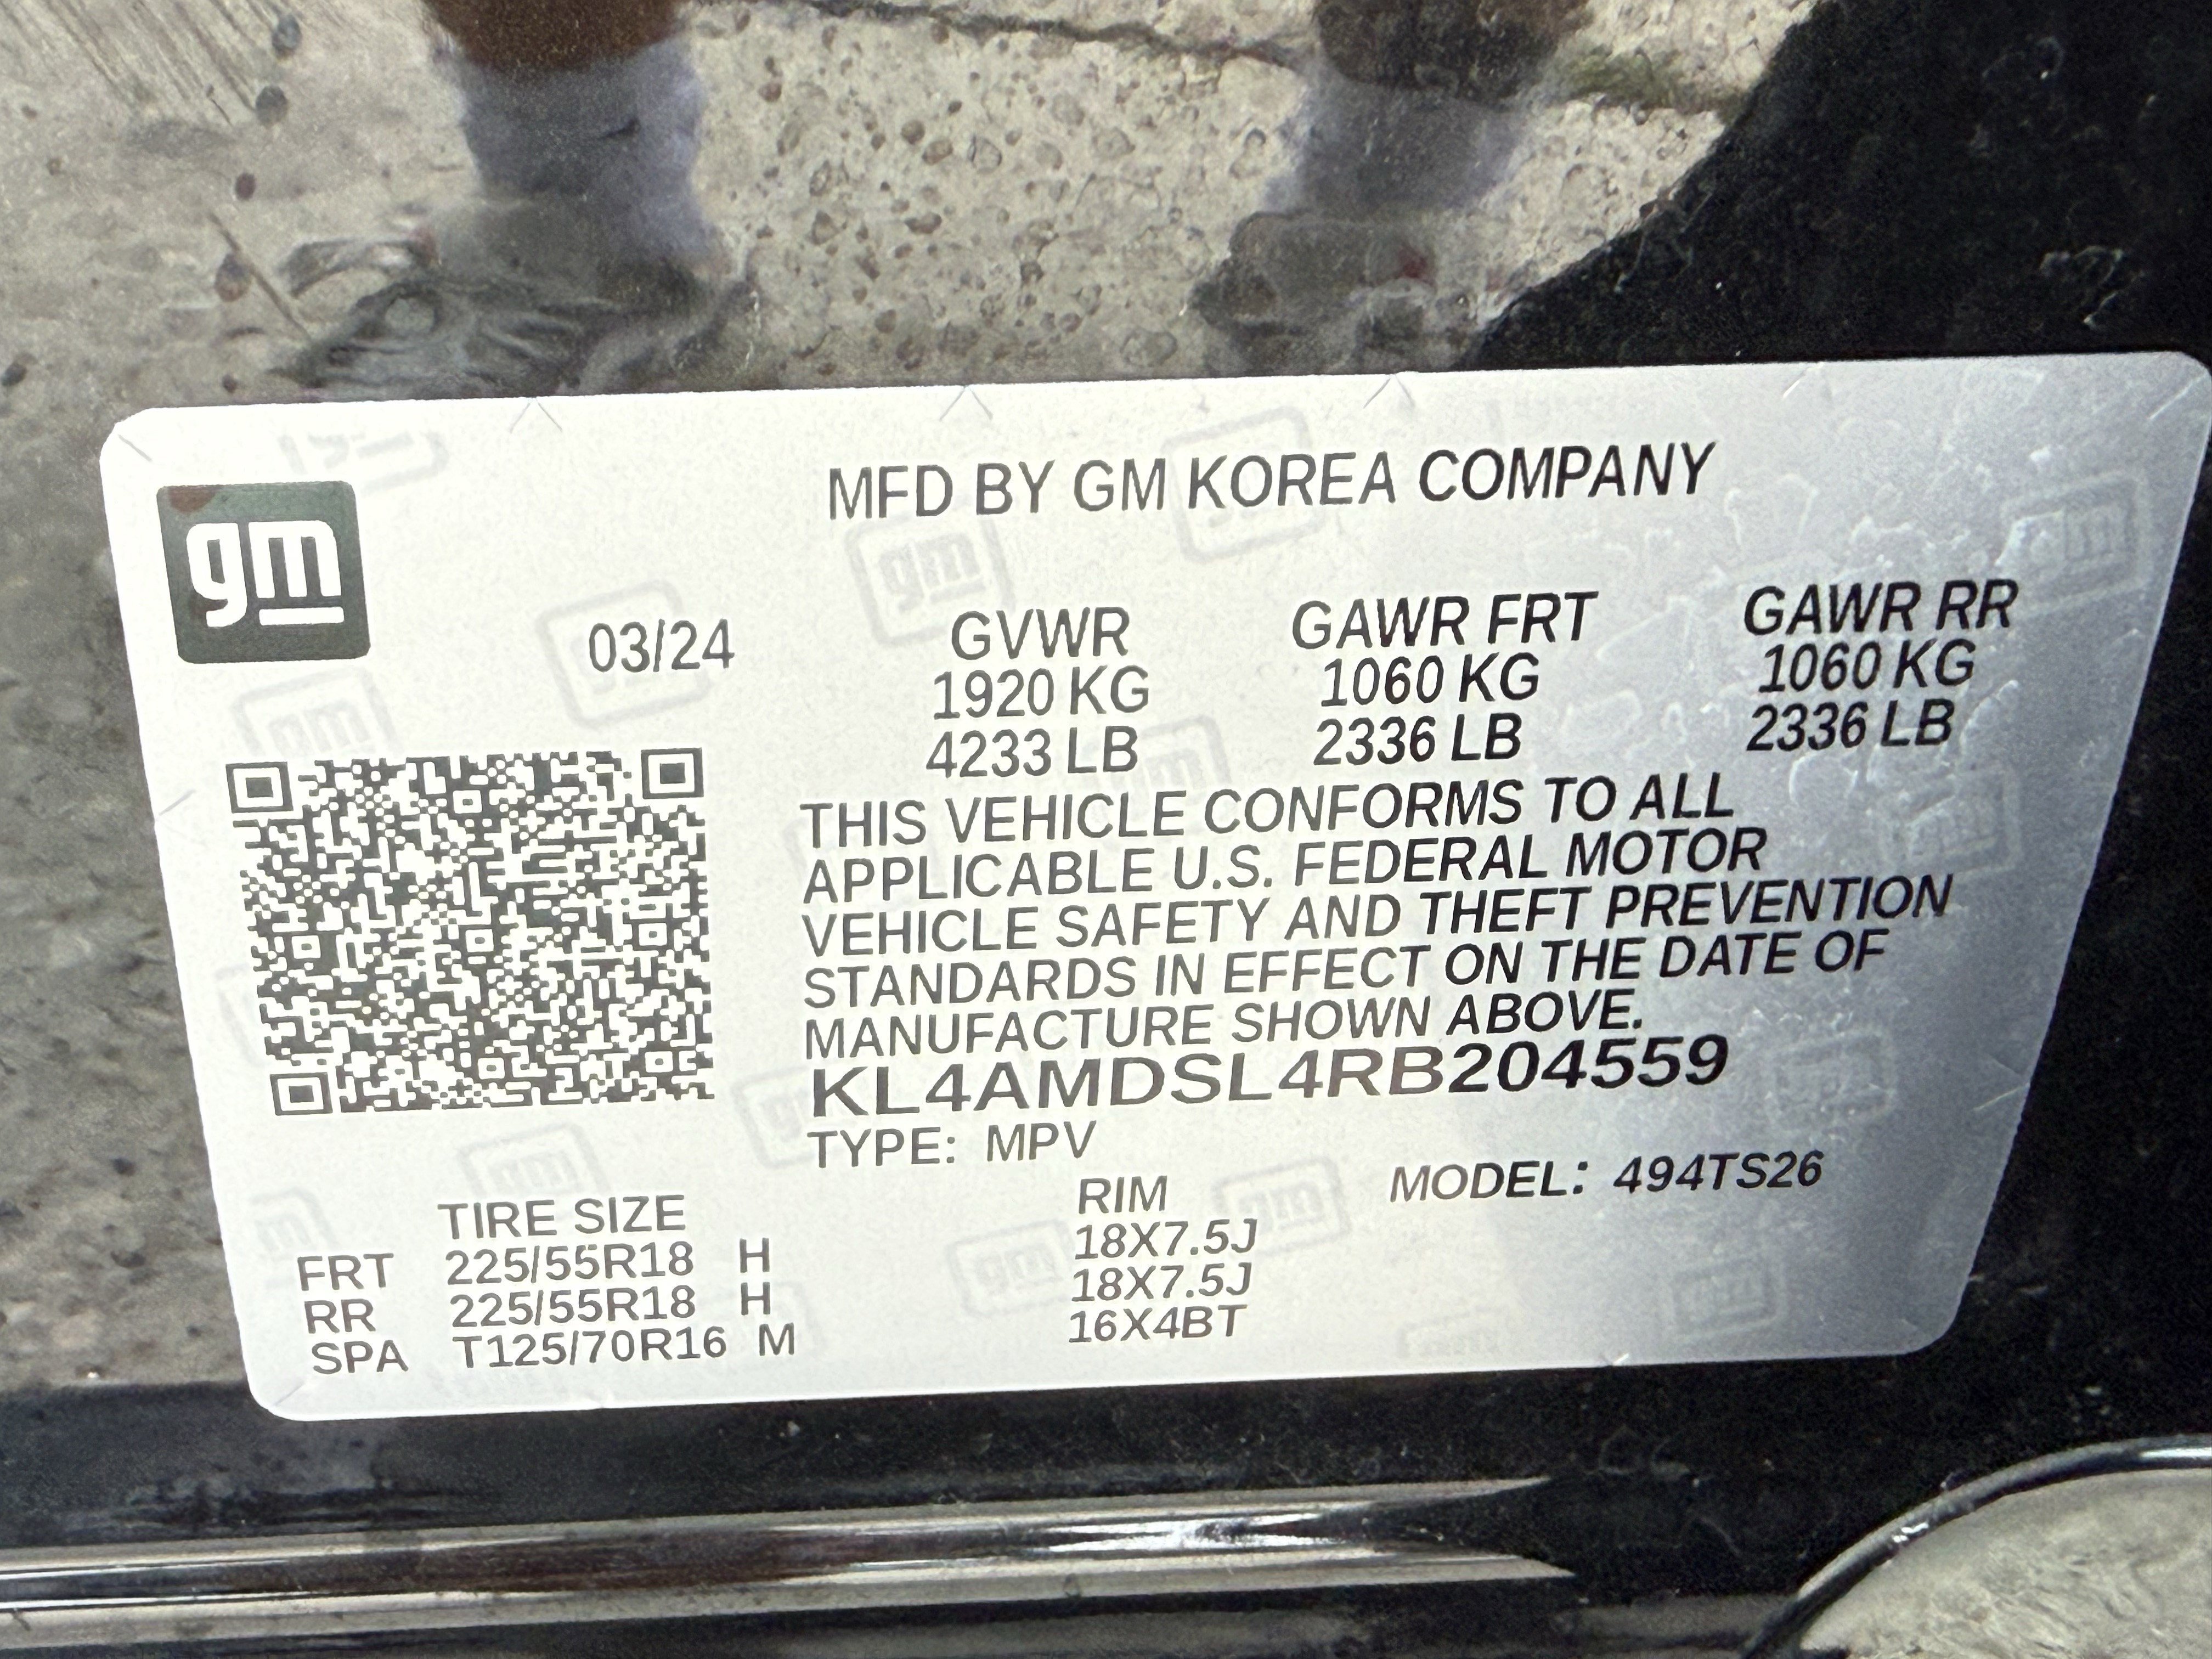 gm
MFD BY GM KOREA COMPANY
03/24
GVWR GAWR FRT GAWR RR
1920 KG 1060 KG 1060 KG
4233 LB 2336 LB 2336 LB
THIS VEHICLE CONFORMS TO ALL
APPLICABLE U.S. FEDERAL MOTOR
VEHICLE SAFETY AND THEFT PREVENTION
STANDARDS IN EFFECT ON THE DATE OF
MANUFACTURE SHOWN ABOVE.
KL4AMDSL4RB204559
TYPE: MPV
MODEL: 494TS26
TIRE SIZE RIM
FRT 225/55R18 H 18X7.5J
RR 225/55R18 H 18X7.5J
SPA T125/70R16 M 16X4BT